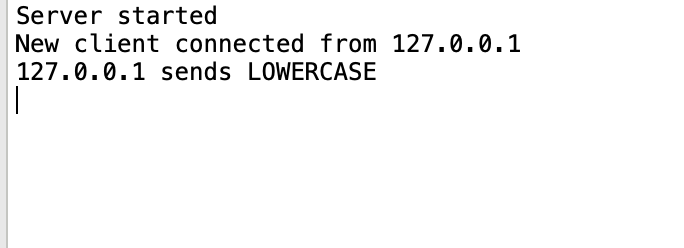 Server started
New client connected from 127.0.0.1
127.0.0.1 sends LOWERCASE